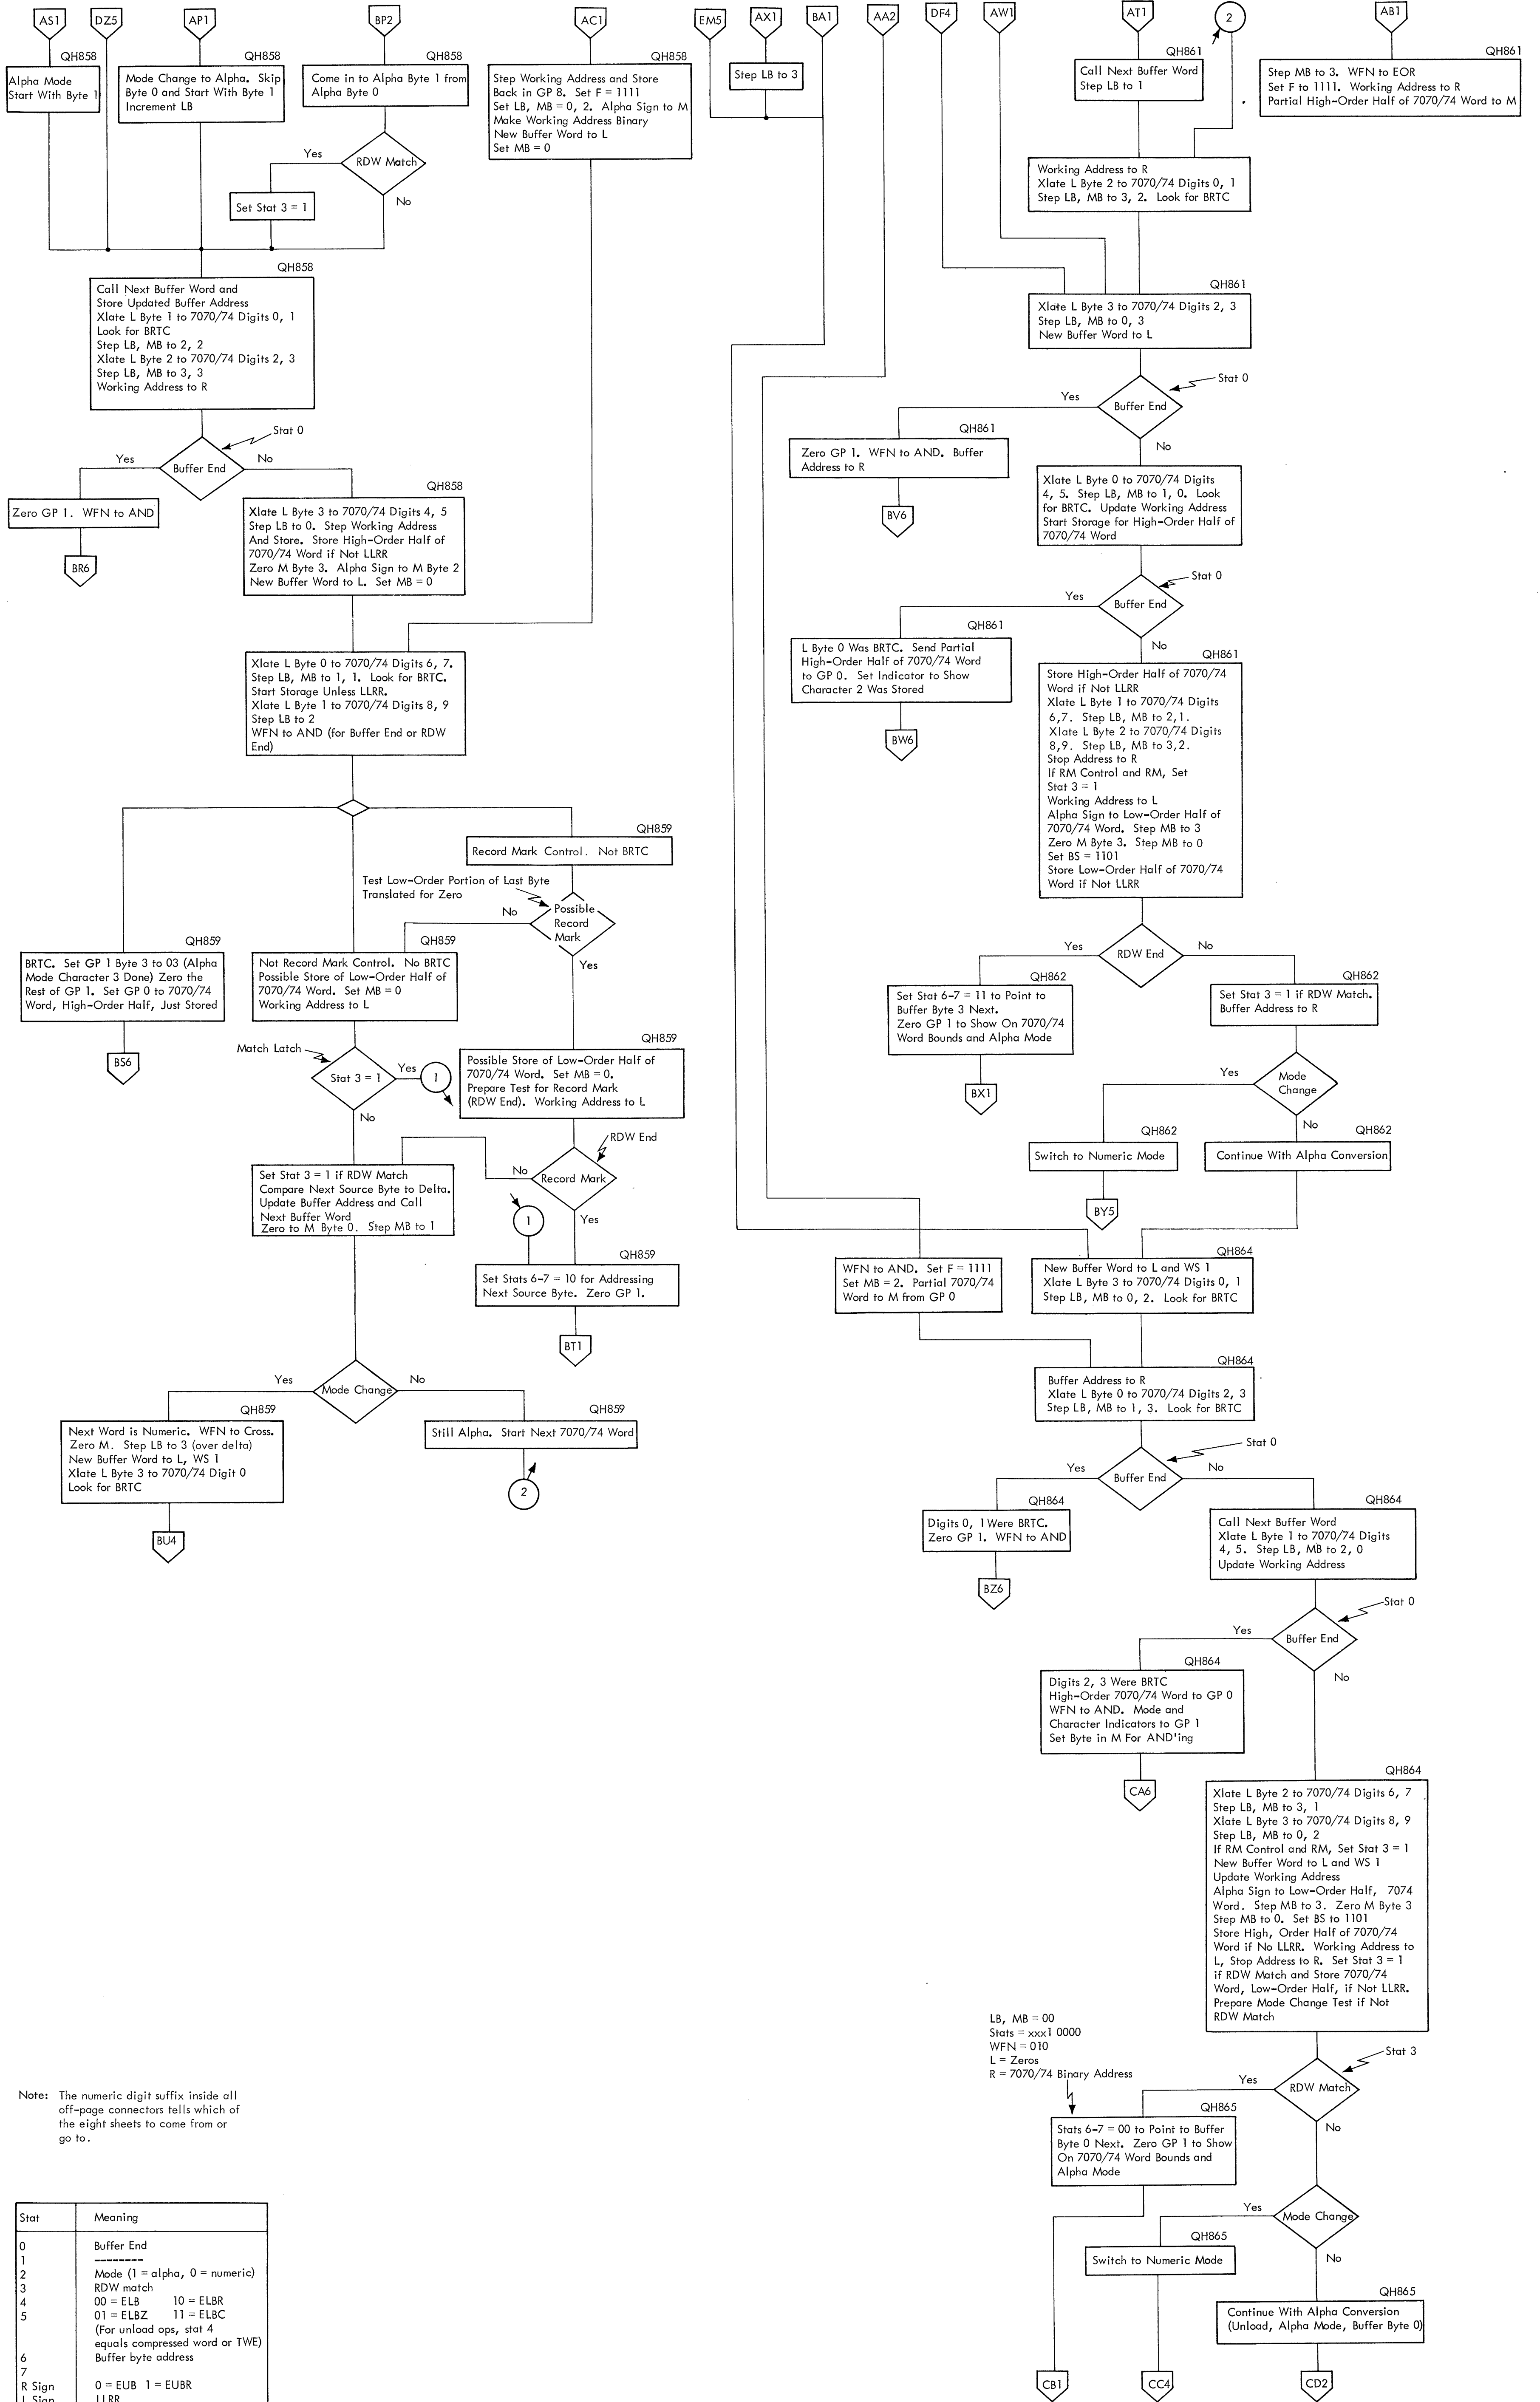 AS1
DZ5
AP1
BP2
AC1
EM5
AX1
BA1
AA2
DF4
AW1
AT1
2
AB1
QH858
Alpha Mode
Start With Byte 1
QH858
Mode Change to Alpha. Skip
Byte 0 and Start With Byte 1
Increment LB
QH858
Come in to Alpha Byte 1 from
Alpha Byte 0
RDW Match
Yes
No
Set Stat 3 = 1
QH858
Step Working Address and Store
Back in GP 8. Set F = 1111
Set LB, MB = 0, 2. Alpha Sign to M
Make Working Address Binary
New Buffer Word to L
Set MB = 0
Step LB to 3
QH861
Call Next Buffer Word
Step LB to 1
QH861
Step MB to 3. WFN to EOR
Set F to 1111. Working Address to R
Partial High-Order Half of 7070/74 Word to M
Working Address to R
Xlate L Byte 2 to 7070/74 Digits 0, 1
Step LB, MB to 3, 2. Look for BRTC
QH858
Call Next Buffer Word and
Store Updated Buffer Address
Xlate L Byte 1 to 7070/74 Digits 0, 1
Look for BRTC
Step LB, MB to 2, 2
Xlate L Byte 2 to 7070/74 Digits 2, 3
Step LB, MB to 3, 3
Working Address to R
Stat 0
Buffer End
Yes
No
Zero GP 1. WFN to AND
BR6
QH858
Xlate L Byte 3 to 7070/74 Digits 4, 5
Step LB to 0. Step Working Address
And Store. Store High-Order Half of
7070/74 Word if Not LLRR
Zero M Byte 3. Alpha Sign to M Byte 2
New Buffer Word to L. Set MB = 0
Xlate L Byte 0 to 7070/74 Digits 6, 7.
Step LB, MB to 1, 1. Look for BRTC.
Start Storage Unless LLRR.
Xlate L Byte 1 to 7070/74 Digits 8, 9
Step LB to 2
WFN to AND (for Buffer End or RDW
End)
QH859
Record Mark Control. Not BRTC
Test Low-Order Portion of Last Byte
Translated for Zero
Possible
Record
Mark
No
Yes
QH859
BRTC. Set GP 1 Byte 3 to 03 (Alpha
Mode Character 3 Done) Zero the
Rest of GP 1. Set GP 0 to 7070/74
Word, High-Order Half, Just Stored
BS6
QH859
Not Record Mark Control. No BRTC
Possible Store of Low-Order Half of
7070/74 Word. Set MB = 0
Working Address to L
Match Latch
Stat 3 = 1
Yes
1
No
QH859
Possible Store of Low-Order Half of
7070/74 Word. Set MB = 0.
Prepare Test for Record Mark
(RDW End). Working Address to L
RDW End
Record Mark
No
Yes
1
Set Stat 3 = 1 if RDW Match
Compare Next Source Byte to Delta.
Update Buffer Address and Call
Next Buffer Word
Zero to M Byte 0. Step MB to 1
QH859
Set Stats 6-7 = 10 for Addressing
Next Source Byte. Zero GP 1.
BT1
Mode Change
Yes
No
QH859
Next Word is Numeric. WFN to Cross.
Zero M. Step LB to 3 (over delta)
New Buffer Word to L, WS 1
Xlate L Byte 3 to 7070/74 Digit 0
Look for BRTC
BU4
QH859
Still Alpha. Start Next 7070/74 Word
2
QH861
Xlate L Byte 3 to 7070/74 Digits 2, 3
Step LB, MB to 0, 3
New Buffer Word to L
Stat 0
Buffer End
Yes
No
QH861
Zero GP 1. WFN to AND. Buffer
Address to R
BV6
Xlate L Byte 0 to 7070/74 Digits
4, 5. Step LB, MB to 1, 0. Look
for BRTC. Update Working Address
Start Storage for High-Order Half of
7070/74 Word
Stat 0
Buffer End
Yes
No
QH861
L Byte 0 Was BRTC. Send Partial
High-Order Half of 7070/74 Word
to GP 0. Set Indicator to Show
Character 2 Was Stored
BW6
QH861
Store High-Order Half of 7070/74
Word if Not LLRR
Xlate L Byte 1 to 7070/74 Digits
6,7. Step LB, MB to 2,1.
Xlate L Byte 2 to 7070/74 Digits
8,9. Step LB, MB to 3,2.
Stop Address to R
If RM Control and RM, Set
Stat 3 = 1
Working Address to L
Alpha Sign to Low-Order Half of
7070/74 Word. Step MB to 3
Zero M Byte 3. Step MB to 0
Set BS = 1101
Store Low-Order Half of 7070/74
Word if Not LLRR
RDW End
Yes
No
QH862
Set Stat 6-7 = 11 to Point to
Buffer Byte 3 Next.
Zero GP 1 to Show On 7070/74
Word Bounds and Alpha Mode
BX1
QH862
Set Stat 3 = 1 if RDW Match.
Buffer Address to R
Mode
Change
Yes
No
QH862
Switch to Numeric Mode
BY5
QH862
Continue With Alpha Conversion
WFN to AND. Set F = 1111
Set MB = 2. Partial 7070/74
Word to M from GP 0
QH864
New Buffer Word to L and WS 1
Xlate L Byte 3 to 7070/74 Digits 0, 1
Step LB, MB to 0, 2. Look for BRTC
QH864
Buffer Address to R
Xlate L Byte 0 to 7070/74 Digits 2, 3
Step LB, MB to 1, 3. Look for BRTC
Stat 0
Buffer End
Yes
No
QH864
Digits 0, 1 Were BRTC.
Zero GP 1. WFN to AND
BZ6
QH864
Call Next Buffer Word
Xlate L Byte 1 to 7070/74 Digits
4, 5. Step LB, MB to 2, 0
Update Working Address
Stat 0
Buffer End
Yes
No
QH864
Digits 2, 3 Were BRTC
High-Order 7070/74 Word to GP 0
WFN to AND. Mode and
Character Indicators to GP 1
Set Byte in M For AND'ing
CA6
QH864
Xlate L Byte 2 to 7070/74 Digits 6, 7
Step LB, MB to 3, 1
Xlate L Byte 3 to 7070/74 Digits 8, 9
Step LB, MB to 0, 2
If RM Control and RM, Set Stat 3 = 1
New Buffer Word to L and WS 1
Update Working Address
Alpha Sign to Low-Order Half, 7074
Word. Step MB to 3. Zero M Byte 3
Step MB to 0. Set BS to 1101
Store High, Order Half of 7070/74
Word if No LLRR. Working Address to
L, Stop Address to R. Set Stat 3 = 1
if RDW Match and Store 7070/74
Word, Low-Order Half, if Not LLRR.
Prepare Mode Change Test if Not
RDW Match
LB, MB = 00
Stats = xxx1 0000
WFN = 010
L = Zeros
R = 7070/74 Binary Address
Stat 3
RDW Match
Yes
No
QH865
Stats 6-7 = 00 to Point to Buffer
Byte 0 Next. Zero GP 1 to Show
On 7070/74 Word Bounds and
Alpha Mode
Mode Change
Yes
No
QH865
Switch to Numeric Mode
QH865
Continue With Alpha Conversion
(Unload, Alpha Mode, Buffer Byte 0)
CB1
CC4
CD2
Note: The numeric digit suffix inside all
off-page connectors tells which of
the eight sheets to come from or
go to.
Stat Meaning
0 Buffer End
1 --------
2 Mode (1 = alpha, 0 = numeric)
3 RDW match
4 00 = ELB 10 = ELBR
5 01 = ELBZ 11 = ELBC
(For unload ops, stat 4
equals compressed word or TWE)
6 Buffer byte address
7
R Sign 0 = EUB 1 = EUBR
L Sign LLRR